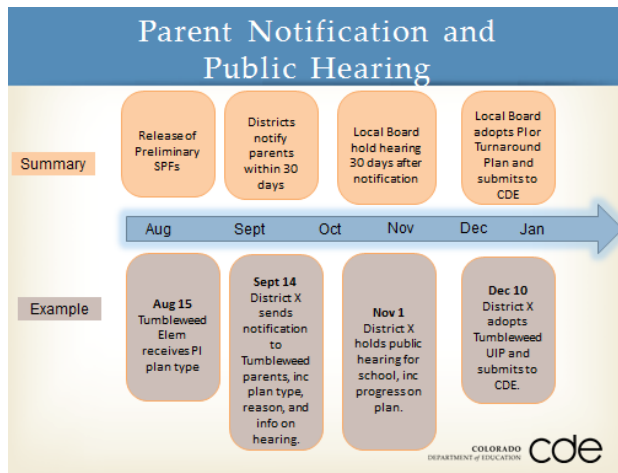 Parent Notification and
Public Hearing
Summary
Release of
Preliminary
SPFs
Districts
notify
parents
within 30
days
Local Board
hold hearing
30 days after
notification
Local Board
adopts PI or
Turnaround
Plan and
submits to
CDE
Aug
Sept
Oct
Nov
Dec
Jan
Example
Aug 15
Tumbleweed
Elem
receives PI
plan type
Sept 14
District X
sends
notification
to
Tumbleweed
parents, inc
plan type,
reason, and
info on
hearing.
Nov 1
District X
holds public
hearing for
school, inc
progress on
plan.
Dec 10
District X
adopts
Tumbleweed
UIP and
submits to
CDE.
COLORADO
DEPARTMENT of EDUCATION
cde